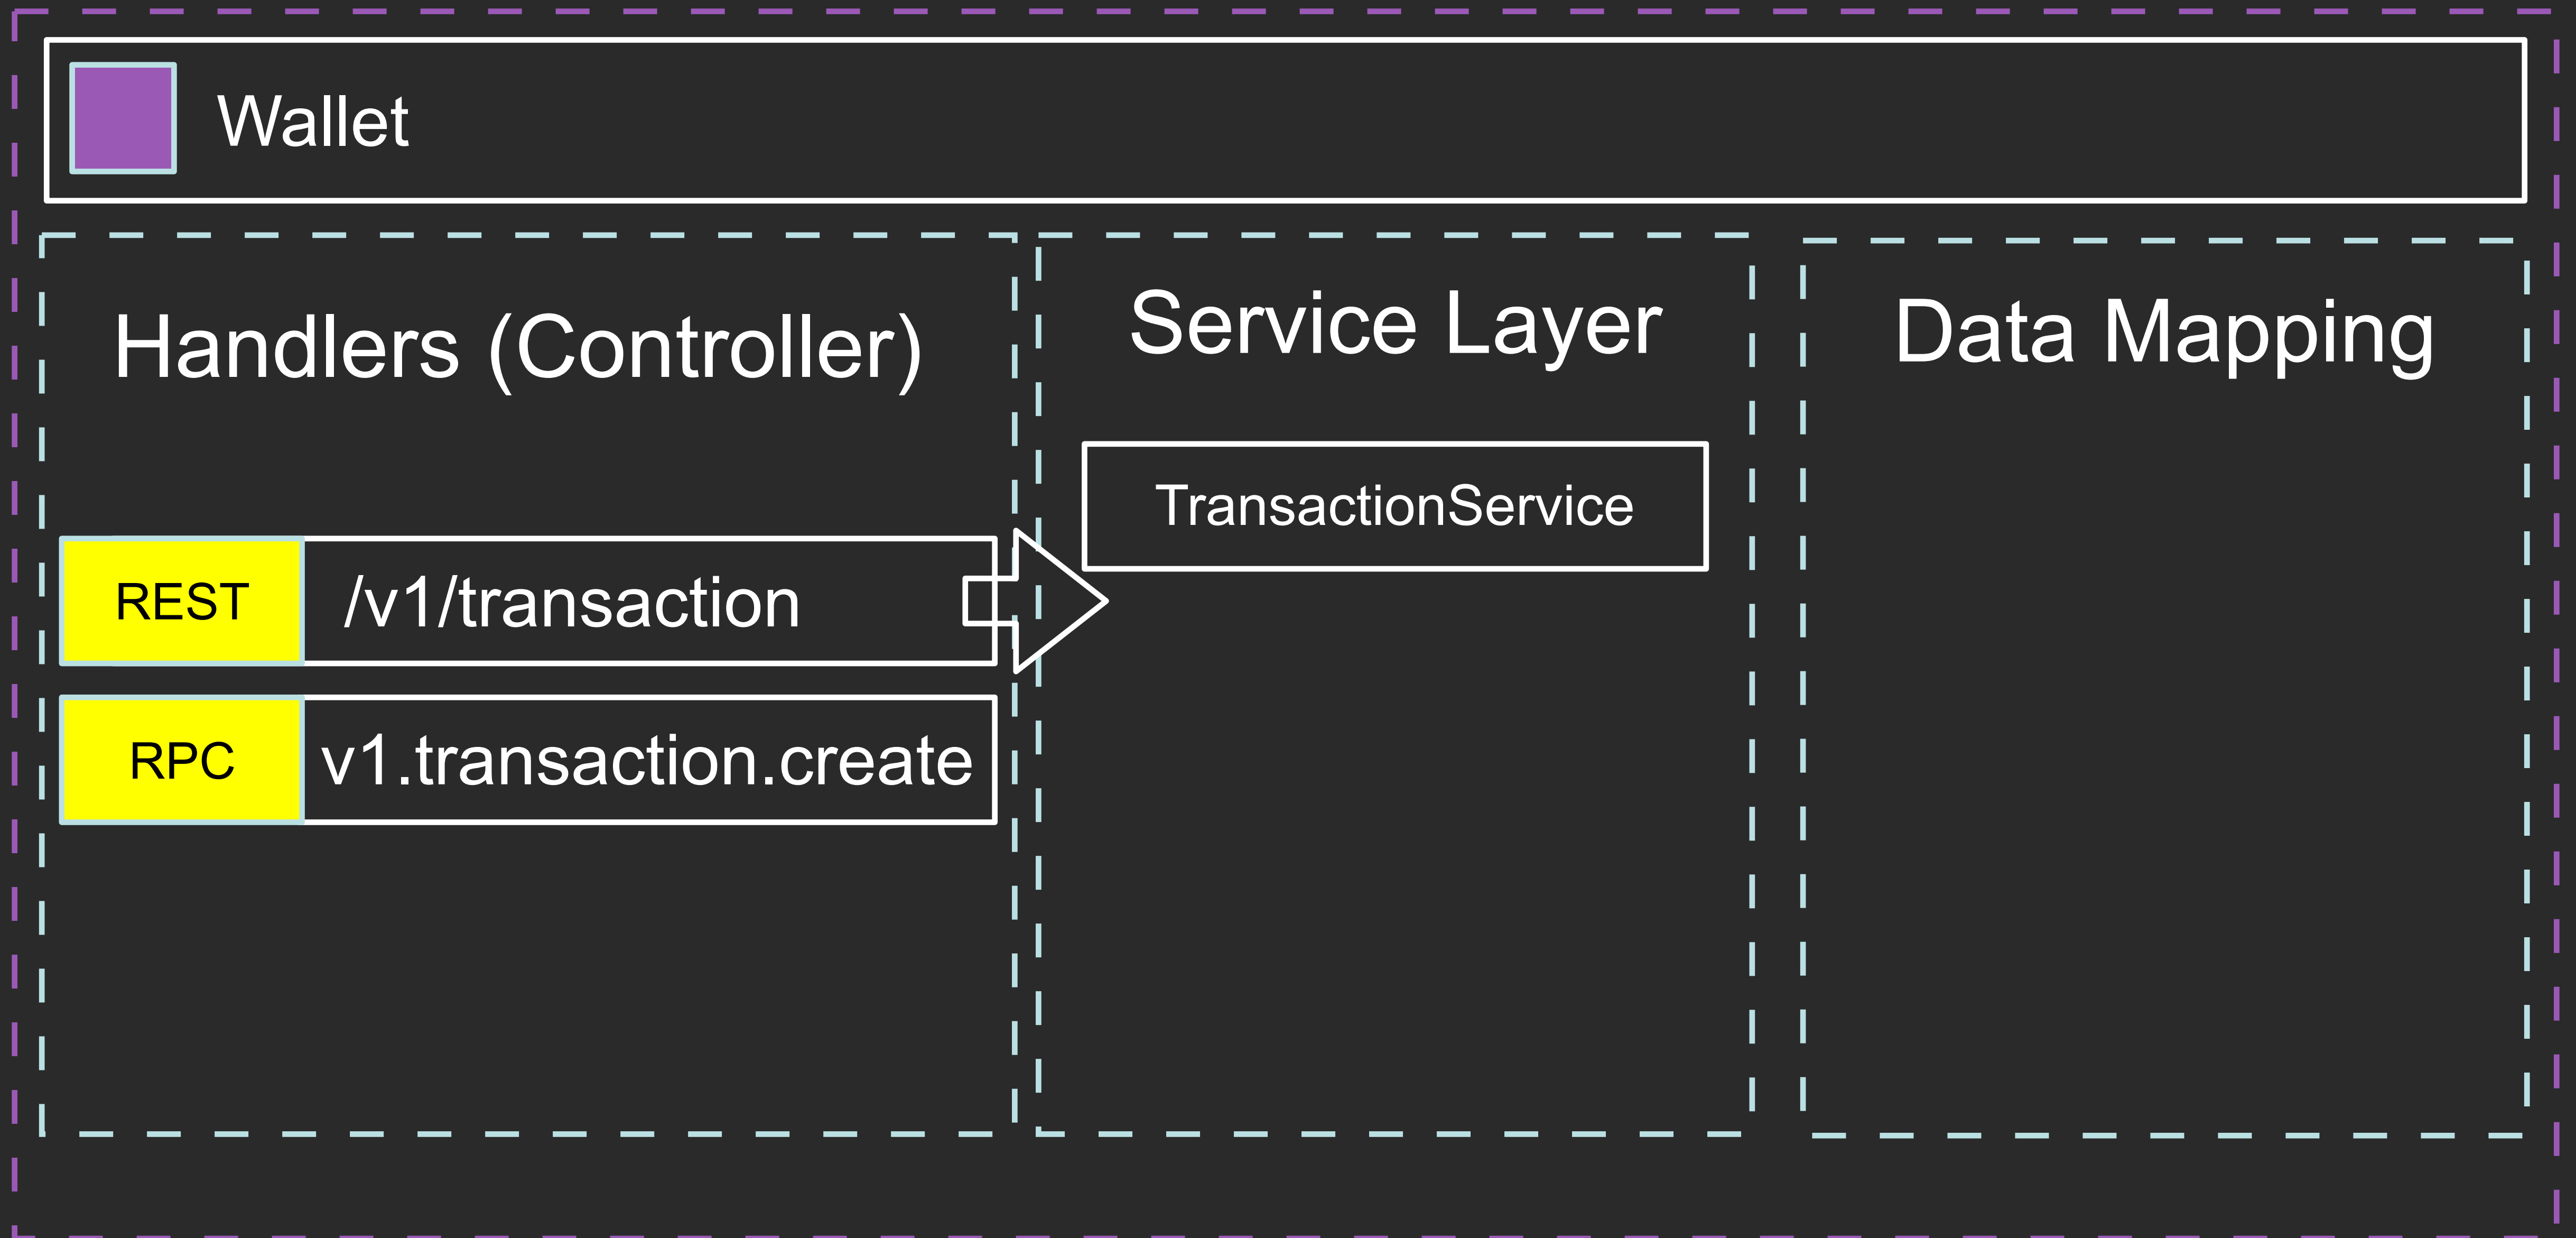 Wallet
Handlers (Controller)
Service Layer
Data Mapping
TransactionService
REST
/v1/transaction
RPC
v1.transaction.create